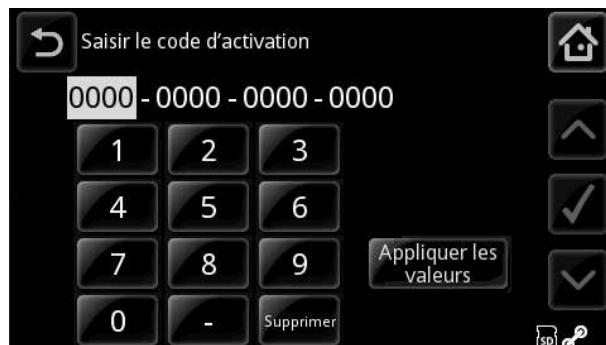 Saisir le code d'activation
0000 - 0000 - 0000 - 0000
1 2 3
4 5 6
7 8 9
Appliquer les
valeurs
0 - Supprimer
SD